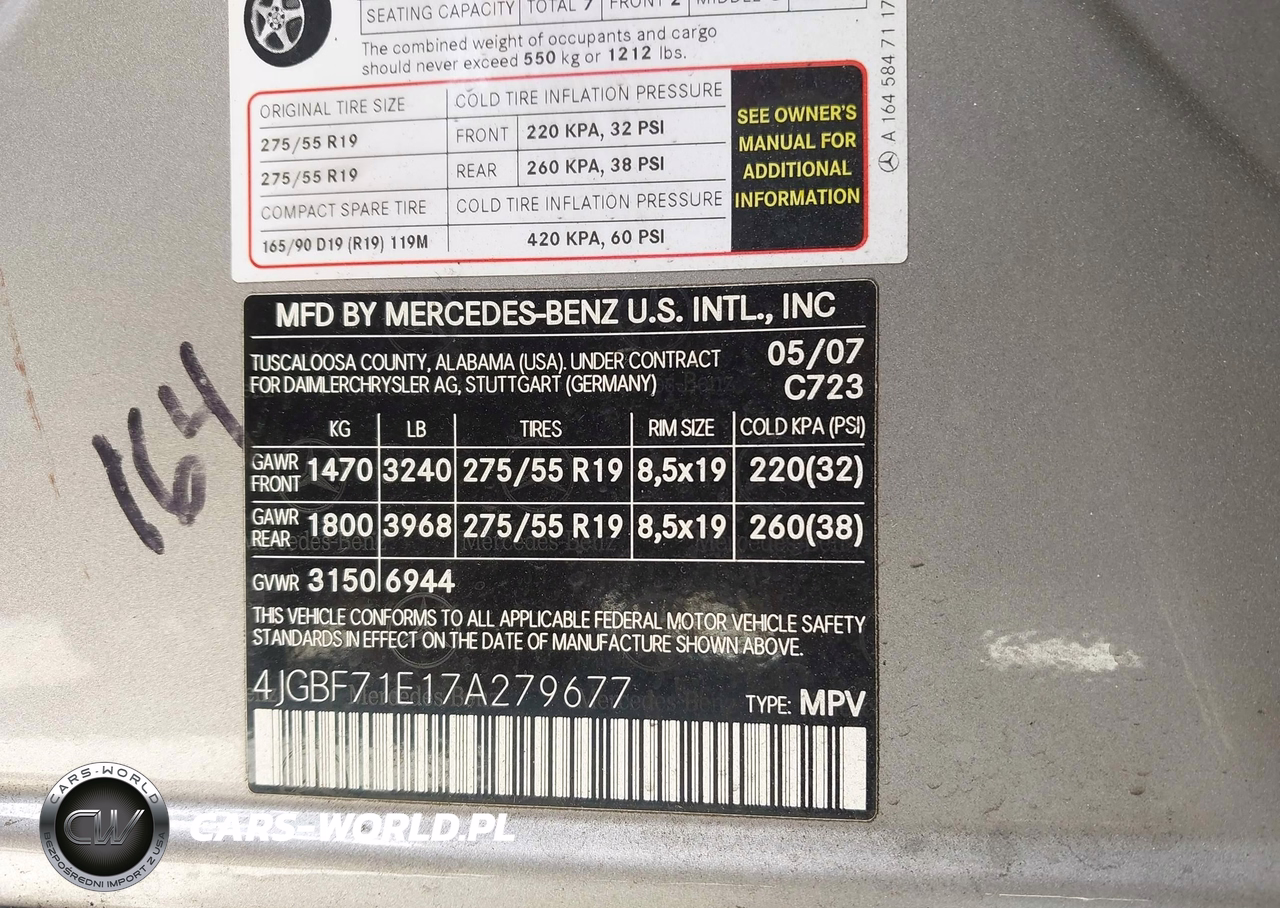 SEATING CAPACITY TOTAL 7 FRONT 2
The combined weight of occupants and cargo
should never exceed 550 kg or 1212 lbs.
ORIGINAL TIRE SIZE COLD TIRE INFLATION PRESSURE
275/55 R19 FRONT 220 KPA, 32 PSI
275/55 R19 REAR 260 KPA, 38 PSI
COMPACT SPARE TIRE COLD TIRE INFLATION PRESSURE
165/90 D19 (R19) 119M 420 KPA, 60 PSI
SEE OWNER'S
MANUAL FOR
ADDITIONAL
INFORMATION
A 164 584 71 17
MFD BY MERCEDES-BENZ U.S. INTL., INC
TUSCALOOSA COUNTY, ALABAMA (USA). UNDER CONTRACT 05/07
FOR DAIMLERCHRYSLER AG, STUTTGART (GERMANY) C723
KG LB TIRES RIM SIZE COLD KPA (PSI)
GAWR FRONT 1470 3240 275/55 R19 8,5x19 220(32)
GAWR REAR 1800 3968 275/55 R19 8,5x19 260(38)
GVWR 3150 6944
THIS VEHICLE CONFORMS TO ALL APPLICABLE FEDERAL MOTOR VEHICLE SAFETY
STANDARDS IN EFFECT ON THE DATE OF MANUFACTURE SHOWN ABOVE.
4JGBF71E17A279677 TYPE: MPV
164
CARS-WORLD
CW
BEZPOŚREDNI IMPORT Z USA
CARS-WORLD.PL